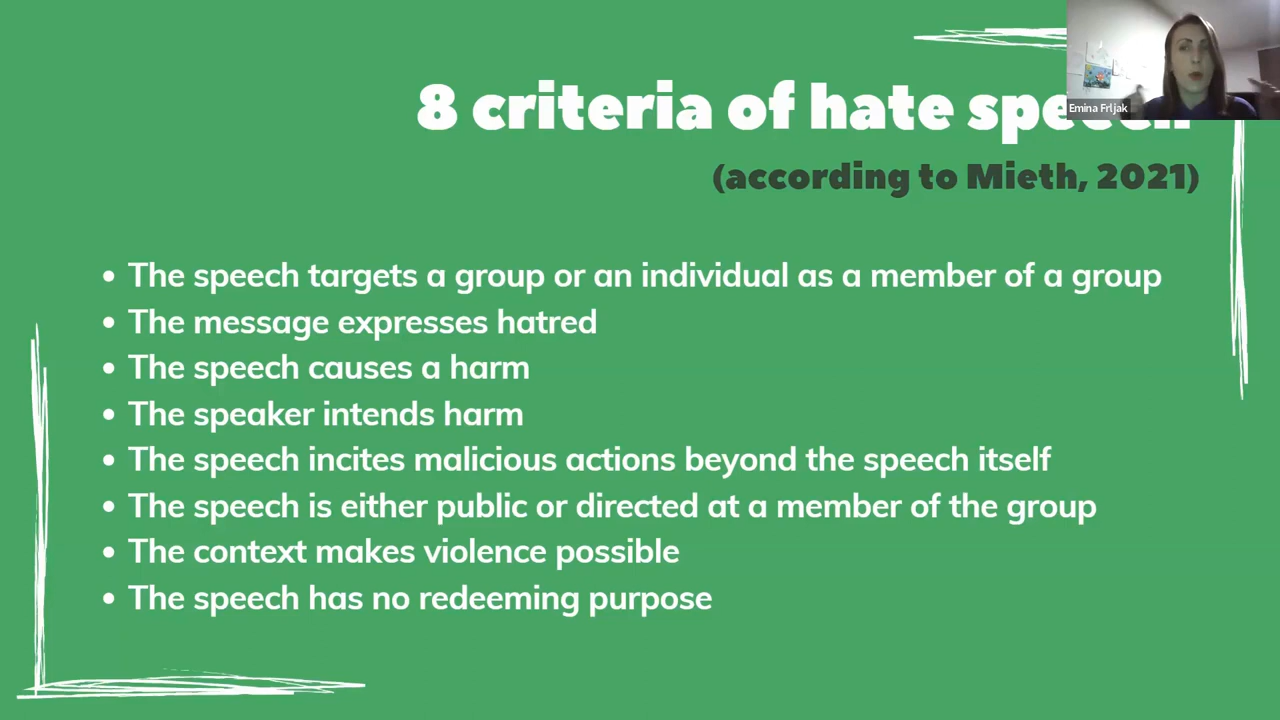 8 criteria of hate speech
(according to Mieth, 2021)
Emina Frljak
• The speech targets a group or an individual as a member of a group
• The message expresses hatred
• The speech causes a harm
• The speaker intends harm
• The speech incites malicious actions beyond the speech itself
• The speech is either public or directed at a member of the group
• The context makes violence possible
• The speech has no redeeming purpose